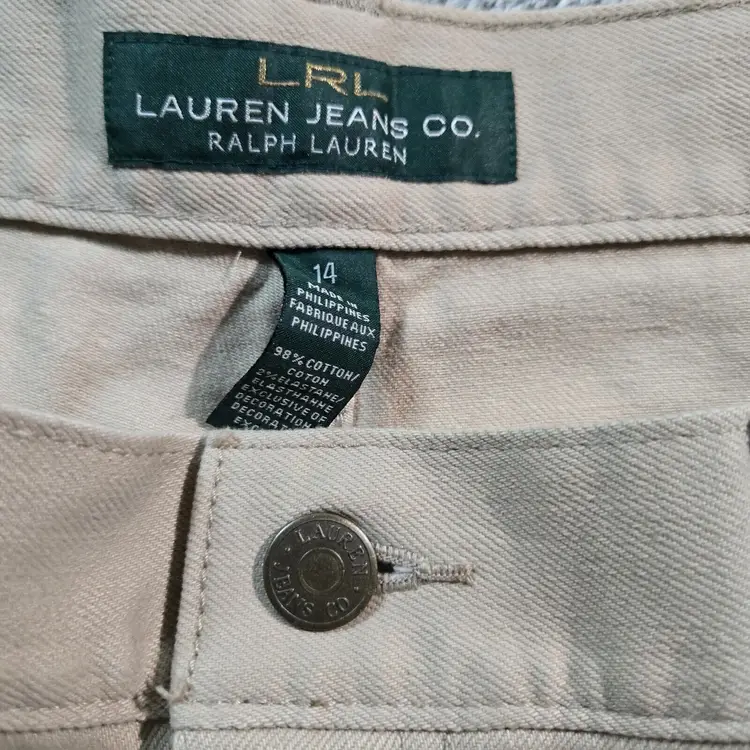 LRL
LAUREN JEANS CO.
RALPH LAUREN
14
MADE IN
PHILIPPINES
FABRIQUE AUX
PHILIPPINES
98% COTTON/
COTON
2% ELASTANE/
ELASTHANNE
EXCLUSIVE OF
DECORATION
LAUREN
JEANS CO